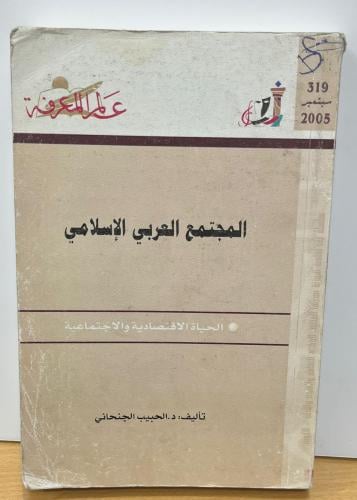 319
سبتمبر
2005
عالم المعرفة
المجتمع العربي الإسلامي
الحياة الاقتصادية والاجتماعية
تأليف: د.الحبيب الجنحاني